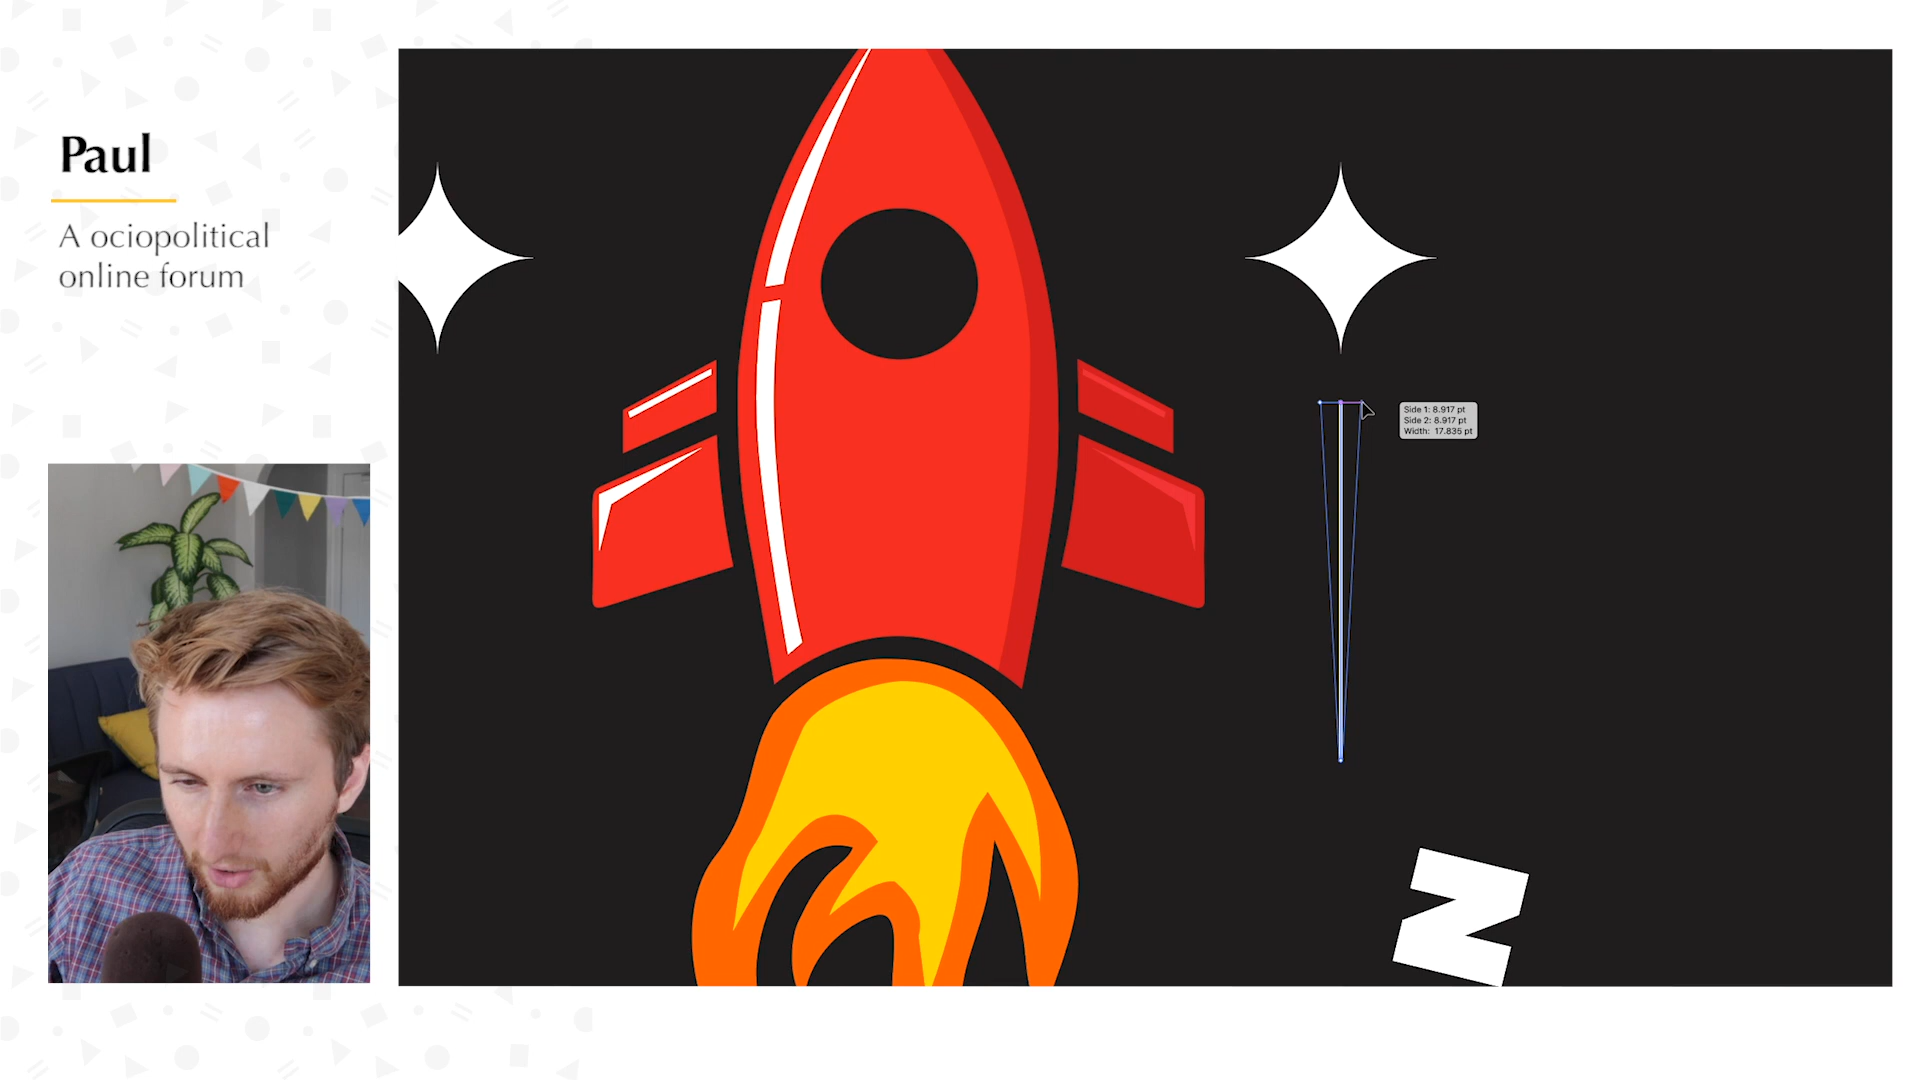 Paul
A ociopolitical
online forum
Side 1: 8.917 pt
Side 2: 8.917 pt
Width: 17.835 pt
Z